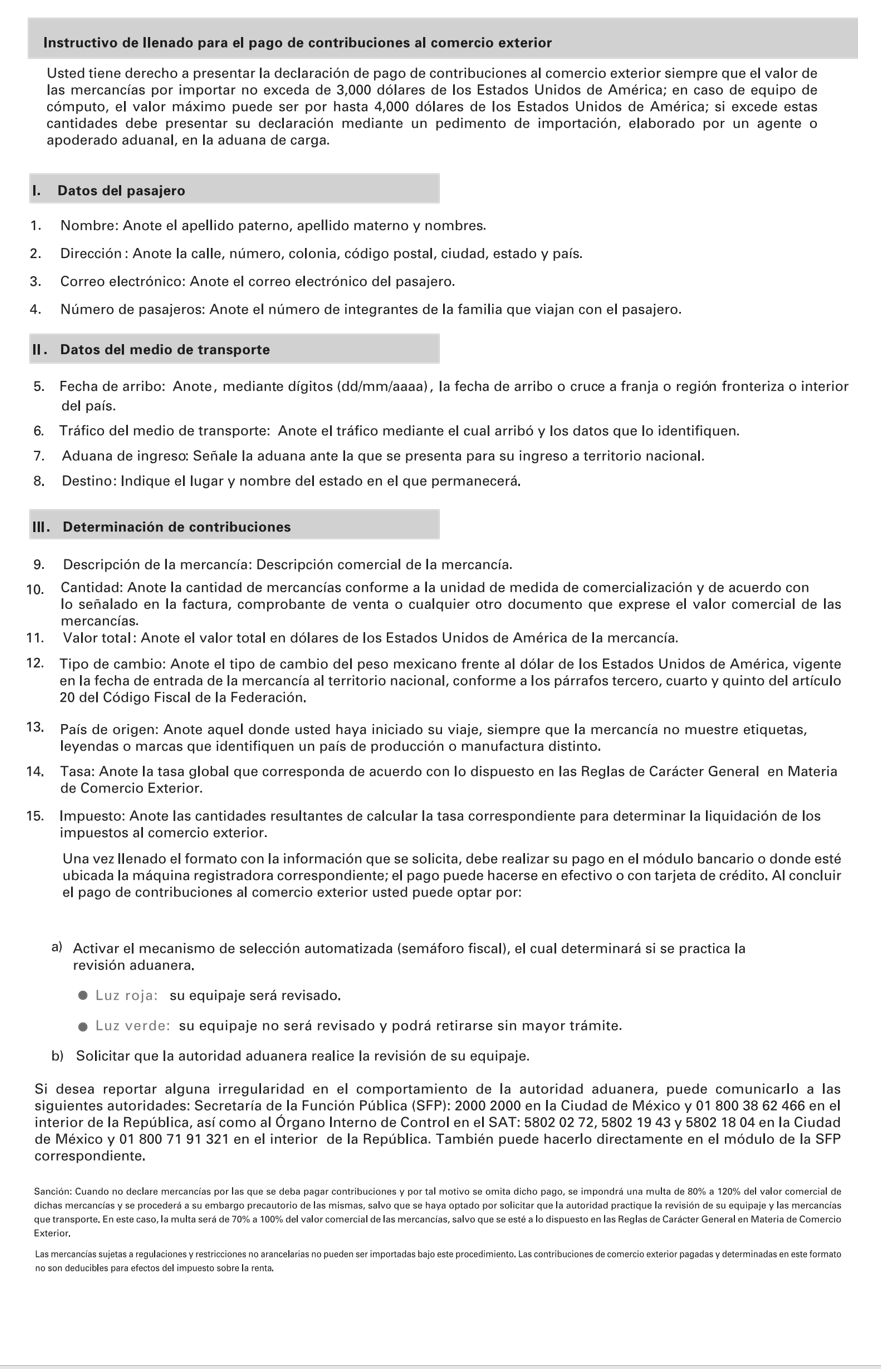 Instructivo de llenado para el pago de contribuciones al comercio exterior
Usted tiene derecho a presentar la declaración de pago de contribuciones al comercio exterior siempre que el valor de
las mercancías por importar no exceda de 3,000 dólares de los Estados Unidos de América; en caso de equipo de
cómputo, el valor máximo puede ser por hasta 4,000 dólares de los Estados Unidos de América; si excede estas
cantidades debe presentar su declaración mediante un pedimento de importación, elaborado por un agente o
apoderado aduanal, en la aduana de carga.
I. Datos del pasajero
1. Nombre: Anote el apellido paterno, apellido materno y nombres.
2. Dirección : Anote la calle, número, colonia, código postal, ciudad, estado y país.
3. Correo electrónico: Anote el correo electrónico del pasajero.
4. Número de pasajeros: Anote el número de integrantes de la familia que viajan con el pasajero.
II. Datos del medio de transporte
5. Fecha de arribo: Anote, mediante dígitos (dd/mm/aaaa), la fecha de arribo o cruce a franja o región fronteriza o interior
del país.
6. Tráfico del medio de transporte: Anote el tráfico mediante el cual arribó y los datos que lo identifiquen.
7. Aduana de ingreso: Señale la aduana ante la que se presenta para su ingreso a territorio nacional.
8. Destino: Indique el lugar y nombre del estado en el que permanecerá.
III. Determinación de contribuciones
9. Descripción de la mercancía: Descripción comercial de la mercancía.
10. Cantidad: Anote la cantidad de mercancías conforme a la unidad de medida de comercialización y de acuerdo con
lo señalado en la factura, comprobante de venta o cualquier otro documento que exprese el valor comercial de las
mercancías.
11. Valor total: Anote el valor total en dólares de los Estados Unidos de América de la mercancía.
12. Tipo de cambio: Anote el tipo de cambio del peso mexicano frente al dólar de los Estados Unidos de América, vigente
en la fecha de entrada de la mercancía al territorio nacional, conforme a los párrafos tercero, cuarto y quinto del artículo
20 del Código Fiscal de la Federación.
13. País de origen: Anote aquel donde usted haya iniciado su viaje, siempre que la mercancía no muestre etiquetas,
leyendas o marcas que identifiquen un país de producción o manufactura distinto.
14. Tasa: Anote la tasa global que corresponda de acuerdo con lo dispuesto en las Reglas de Carácter General en Materia
de Comercio Exterior.
15. Impuesto: Anote las cantidades resultantes de calcular la tasa correspondiente para determinar la liquidación de los
impuestos al comercio exterior.
Una vez llenado el formato con la información que se solicita, debe realizar su pago en el módulo bancario o donde esté
ubicada la máquina registradora correspondiente; el pago puede hacerse en efectivo o con tarjeta de crédito. Al concluir
el pago de contribuciones al comercio exterior usted puede optar por:
a) Activar el mecanismo de selección automatizada (semáforo fiscal), el cual determinará si se practica la
revisión aduanera.
● Luz roja: su equipaje será revisado.
● Luz verde: su equipaje no será revisado y podrá retirarse sin mayor trámite.
b) Solicitar que la autoridad aduanera realice la revisión de su equipaje.
Si desea reportar alguna irregularidad en el comportamiento de la autoridad aduanera, puede comunicarlo a las
siguientes autoridades: Secretaría de la Función Pública (SFP): 2000 2000 en la Ciudad de México y 01 800 38 62 466 en el
interior de la República, así como al Órgano Interno de Control en el SAT: 5802 02 72, 5802 19 43 y 5802 18 04 en la Ciudad
de México y 01 800 71 91 321 en el interior de la República. También puede hacerlo directamente en el módulo de la SFP
correspondiente.
Sanción: Cuando no declare mercancías por las que se deba pagar contribuciones y por tal motivo se omita dicho pago, se impondrá una multa de 80% a 120% del valor comercial de
dichas mercancías y se procederá a su embargo precautorio de las mismas, salvo que se haya optado por solicitar que la autoridad practique la revisión de su equipaje y las mercancías
que transporte. En este caso, la multa será de 70% a 100% del valor comercial de las mercancías, salvo que se esté a lo dispuesto en las Reglas de Carácter General en Materia de Comercio
Exterior.
Las mercancías sujetas a regulaciones y restricciones no arancelarias no pueden ser importadas bajo este procedimiento. Las contribuciones de comercio exterior pagadas y determinadas en este formato
no son deducibles para efectos del impuesto sobre la renta.